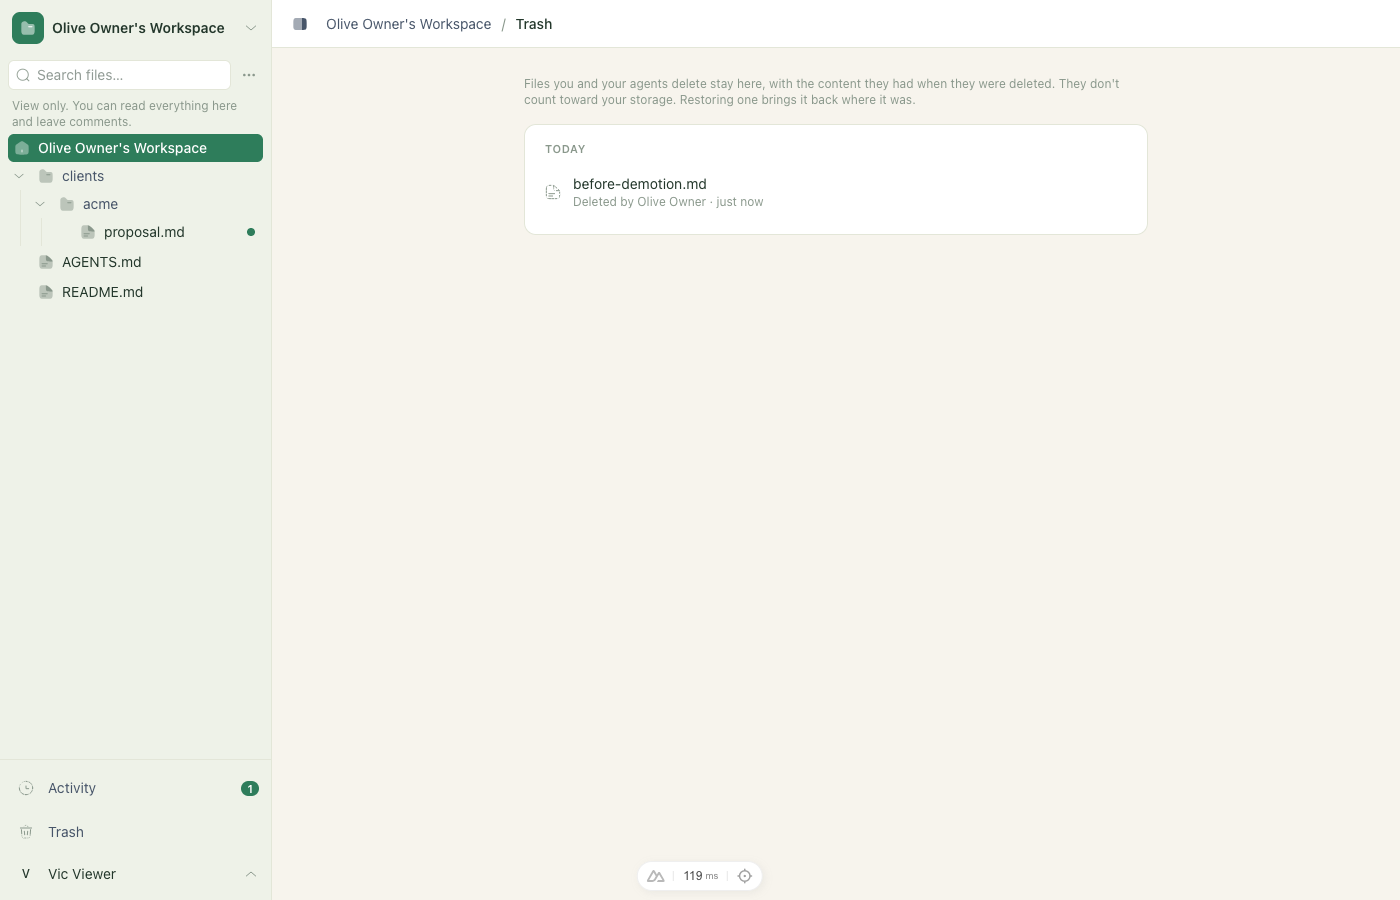 Olive Owner's Workspace
Search files...
View only. You can read everything here
and leave comments.
Olive Owner's Workspace
clients
acme
proposal.md
AGENTS.md
README.md
Activity
1
Trash
V
Vic Viewer
Olive Owner's Workspace / Trash
Files you and your agents delete stay here, with the content they had when they were deleted. They don't
count toward your storage. Restoring one brings it back where it was.
TODAY
before-demotion.md
Deleted by Olive Owner · just now
119 ms